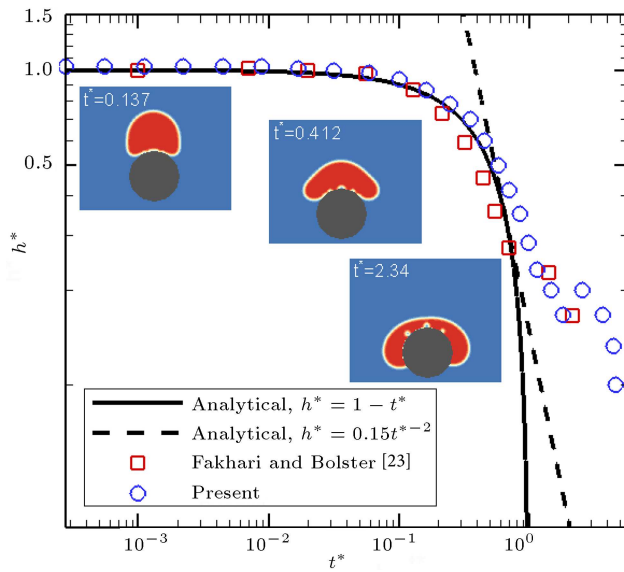 1.5
1.0
0.5
h*
t*=0.137
t*=0.412
t*=2.34
Analytical, h* = 1 − t*
Analytical, h* = 0.15t*−2
Fakhari and Bolster [23]
Present
10−3
10−2
10−1
100
t*